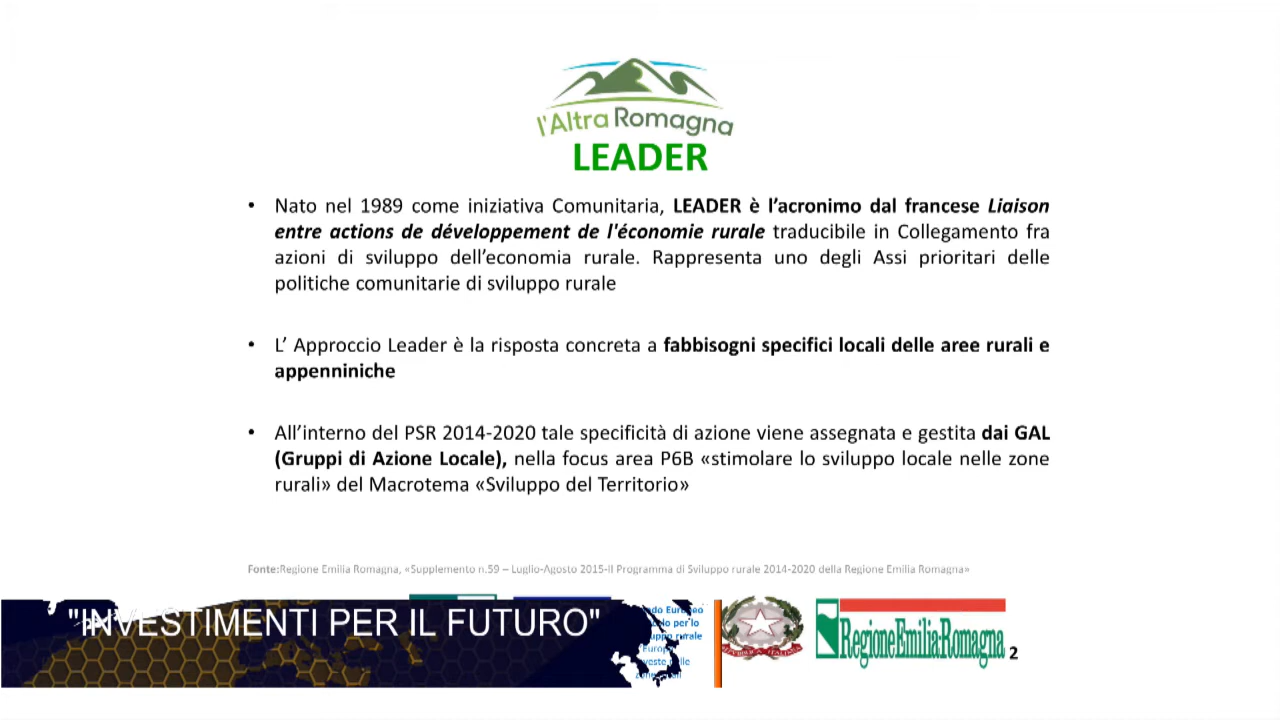 l'Altra Romagna
LEADER
• Nato nel 1989 come iniziativa Comunitaria, LEADER è l’acronimo dal francese Liaison
entre actions de développement de l'économie rurale traducibile in Collegamento fra
azioni di sviluppo dell’economia rurale. Rappresenta uno degli Assi prioritari delle
politiche comunitarie di sviluppo rurale
• L’ Approccio Leader è la risposta concreta a fabbisogni specifici locali delle aree rurali e
appenniniche
• All’interno del PSR 2014-2020 tale specificità di azione viene assegnata e gestita dai GAL
(Gruppi di Azione Locale), nella focus area P6B «stimolare lo sviluppo locale nelle zone
rurali» del Macrotema «Sviluppo del Territorio»
Fonte:Regione Emilia Romagna, «Supplemento n.59 – Luglio-Agosto 2015-Il Programma di Sviluppo rurale 2014-2020 della Regione Emilia Romagna»
"INVESTIMENTI PER IL FUTURO"
per lo
rurale
RegioneEmilia-Romagna
2